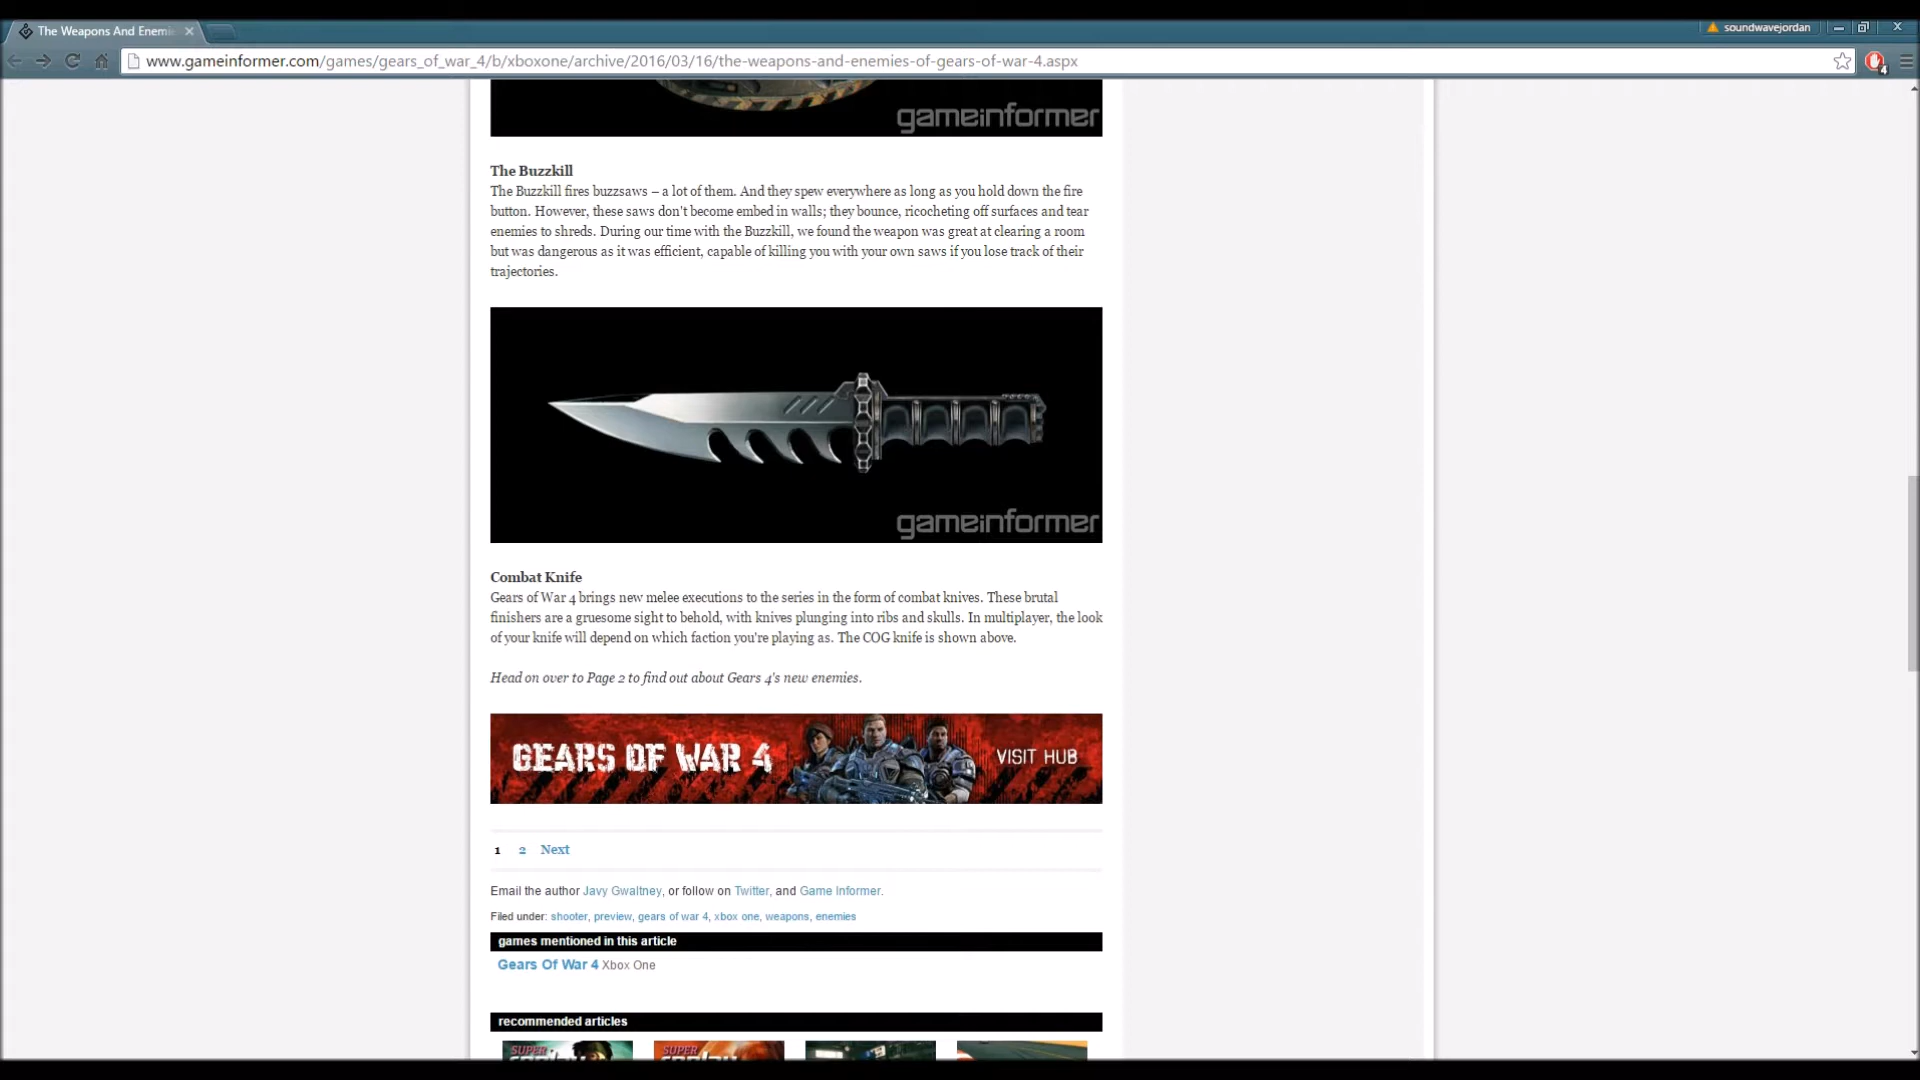 The Weapons And Enemi
soundwavejordan
www.gameinformer.com/games/gears_of_war_4/b/xboxone/archive/2016/03/16/the-weapons-and-enemies-of-gears-of-war-4.aspx
4
gameinformer
The Buzzkill
The Buzzkill fires buzzsaws – a lot of them. And they spew everywhere as long as you hold down the fire
button. However, these saws don't become embed in walls; they bounce, ricocheting off surfaces and tear
enemies to shreds. During our time with the Buzzkill, we found the weapon was great at clearing a room
but was dangerous as it was efficient, capable of killing you with your own saws if you lose track of their
trajectories.
gameinformer
Combat Knife
Gears of War 4 brings new melee executions to the series in the form of combat knives. These brutal
finishers are a gruesome sight to behold, with knives plunging into ribs and skulls. In multiplayer, the look
of your knife will depend on which faction you're playing as. The COG knife is shown above.
Head on over to Page 2 to find out about Gears 4's new enemies.
GEARS OF WAR 4 VISIT HUB
1 2 Next
Email the author Javy Gwaltney, or follow on Twitter, and Game Informer.
Filed under: shooter, preview, gears of war 4, xbox one, weapons, enemies
games mentioned in this article
Gears Of War 4 Xbox One
recommended articles
SUPER SUPER